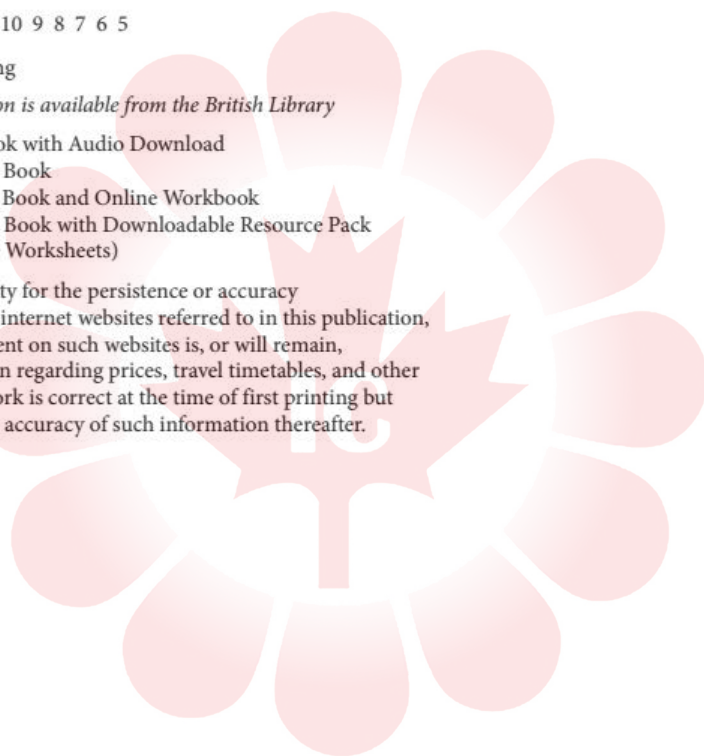 10 9 8 7 6 5
ng
on is available from the British Library
ok with Audio Download
Book
Book and Online Workbook
Book with Downloadable Resource Pack
Worksheets)
ty for the persistence or accuracy
internet websites referred to in this publication,
ent on such websites is, or will remain,
n regarding prices, travel timetables, and other
ork is correct at the time of first printing but
accuracy of such information thereafter.
IC